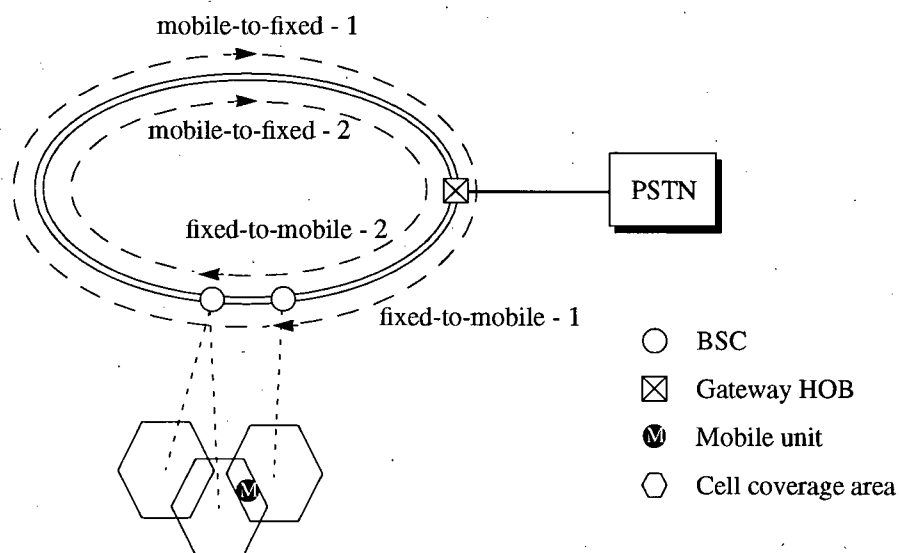 mobile-to-fixed - 1
mobile-to-fixed - 2
PSTN
fixed-to-mobile - 2
fixed-to-mobile - 1
BSC
Gateway HOB
M Mobile unit
Cell coverage area
M